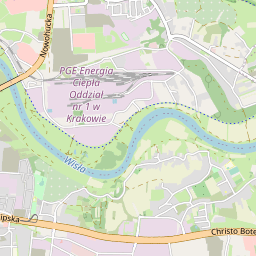 Nowohucka
PGE Energia
Ciepła
Oddział
nr 1 w
Krakowie
Wisła
ipska
Christo Bote